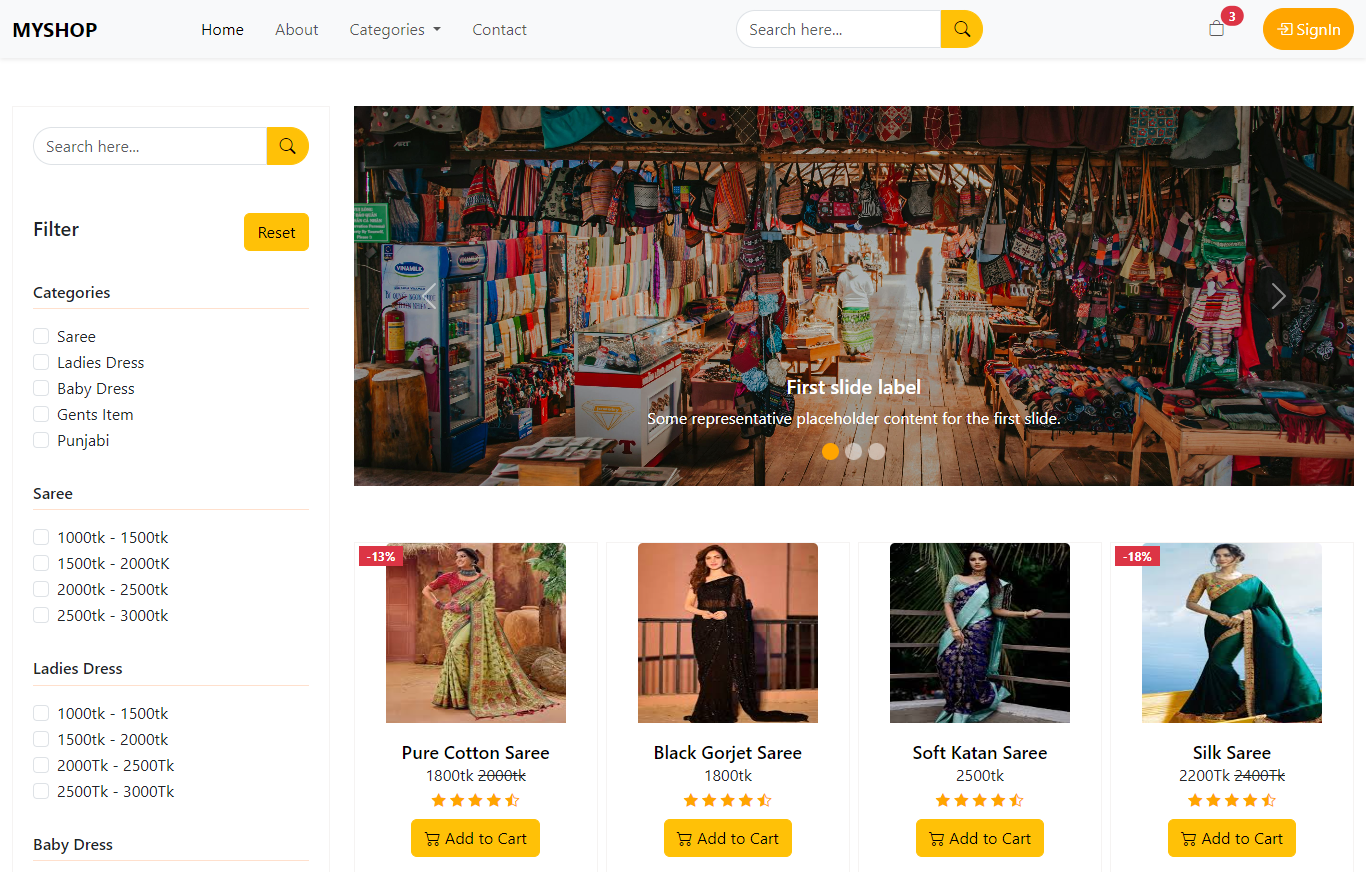 MYSHOP Home About Categories Contact Search here... 3 SignIn
Search here...
Filter Reset
Categories
Saree
Ladies Dress
Baby Dress
Gents Item
Punjabi
Saree
1000tk - 1500tk
1500tk - 2000tK
2000tk - 2500tk
2500tk - 3000tk
Ladies Dress
1000tk - 1500tk
1500tk - 2000tk
2000Tk - 2500Tk
2500Tk - 3000Tk
Baby Dress
ART
VINAMILK
VINAMILK
First slide label
Some representative placeholder content for the first slide.
-13%
Pure Cotton Saree
1800tk 2000tk
Add to Cart
Black Gorjet Saree
1800tk
Add to Cart
Soft Katan Saree
2500tk
Add to Cart
-18%
Silk Saree
2200Tk 2400Tk
Add to Cart